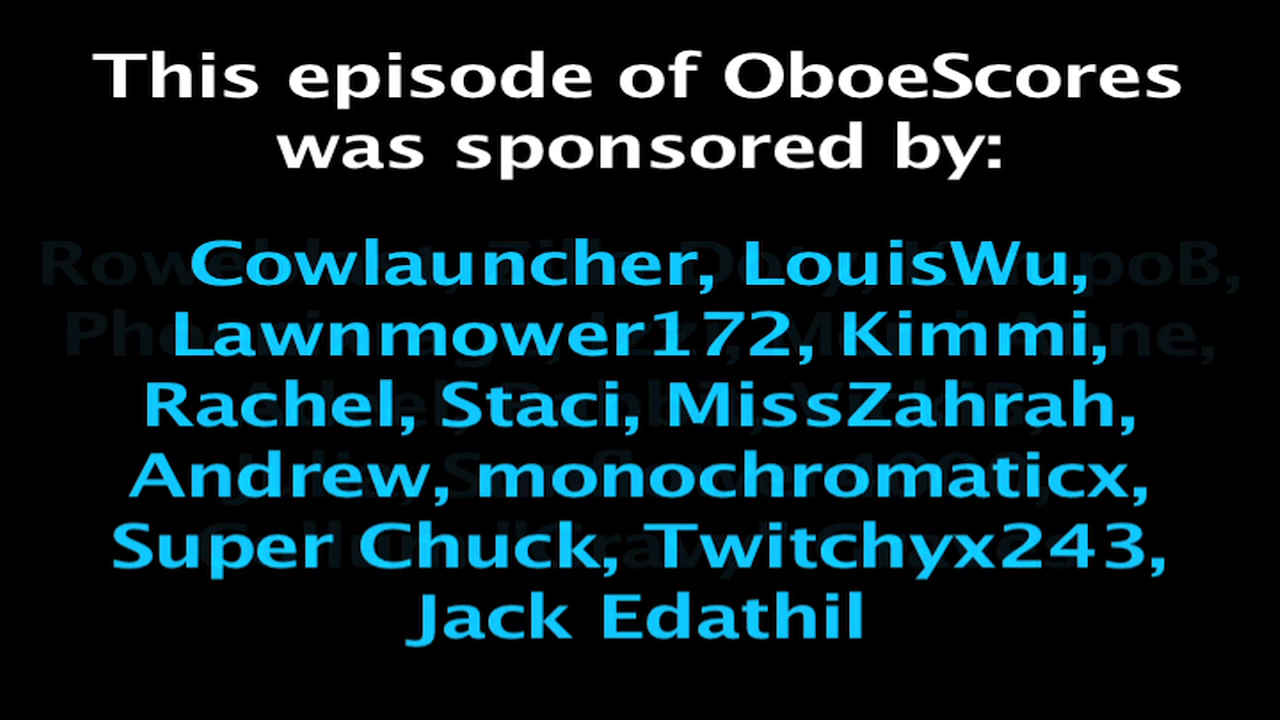 This episode of OboeScores
was sponsored by:
Cowlauncher, LouisWu,
Lawnmower172, Kimmi,
Rachel, Staci, MissZahrah,
Andrew, monochromaticx,
Super Chuck, Twitchyx243,
Jack Edathil